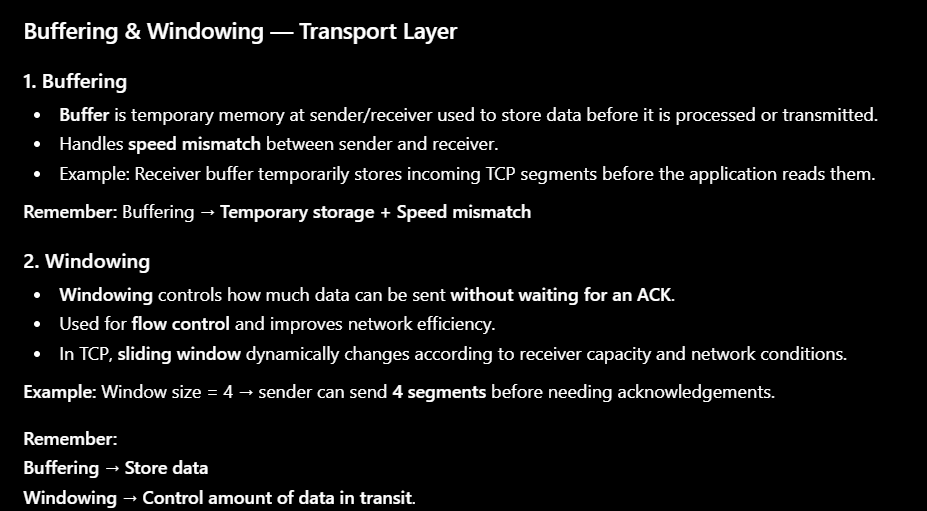 Buffering & Windowing — Transport Layer
1. Buffering
• Buffer is temporary memory at sender/receiver used to store data before it is processed or transmitted.
• Handles speed mismatch between sender and receiver.
• Example: Receiver buffer temporarily stores incoming TCP segments before the application reads them.
Remember: Buffering → Temporary storage + Speed mismatch
2. Windowing
• Windowing controls how much data can be sent without waiting for an ACK.
• Used for flow control and improves network efficiency.
• In TCP, sliding window dynamically changes according to receiver capacity and network conditions.
Example: Window size = 4 → sender can send 4 segments before needing acknowledgements.
Remember:
Buffering → Store data
Windowing → Control amount of data in transit.